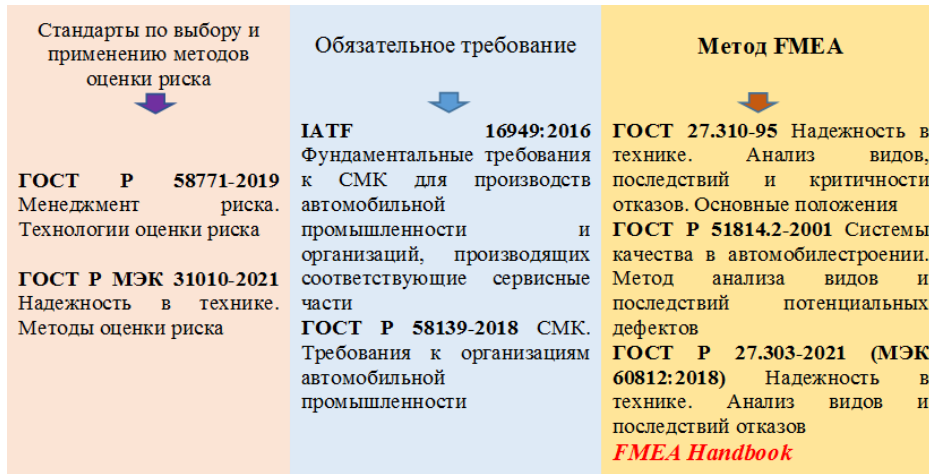 Стандарты по выбору и
применению методов
оценки риска
ГОСТ Р 58771-2019
Менеджмент риска.
Технологии оценки риска
ГОСТ Р МЭК 31010-2021
Надежность в технике.
Методы оценки риска
Обязательное требование
IATF 16949:2016
Фундаментальные требования
к СМК для производств
автомобильной
промышленности и
организаций, производящих
соответствующие сервисные
части
ГОСТ Р 58139-2018 СМК.
Требования к организациям
автомобильной
промышленности
Метод FMEA
ГОСТ 27.310-95 Надежность в
технике. Анализ видов,
последствий и критичности
отказов. Основные положения
ГОСТ Р 51814.2-2001 Системы
качества в автомобилестроении.
Метод анализа видов и
последствий потенциальных
дефектов
ГОСТ Р 27.303-2021 (МЭК
60812:2018) Надежность в
технике. Анализ видов и
последствий отказов
FMEA Handbook